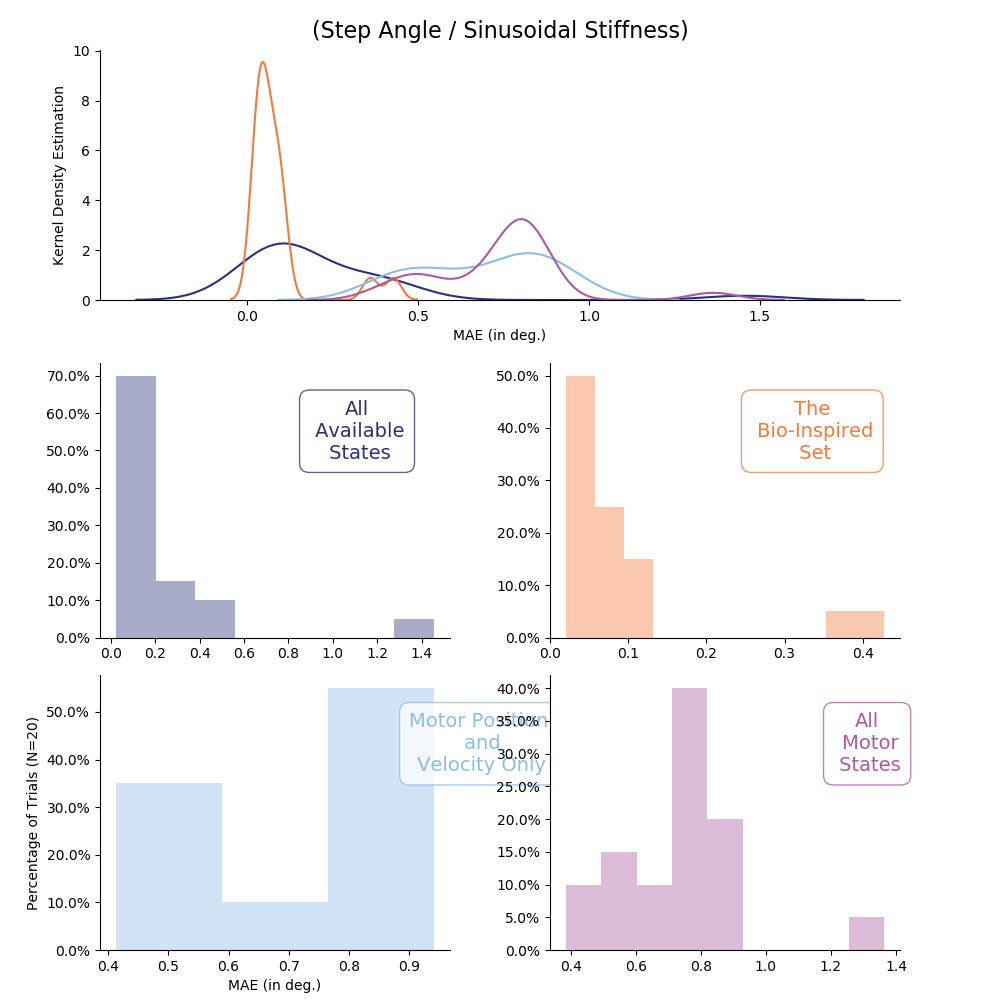 (Step Angle / Sinusoidal Stiffness)
Kernel Density Estimation
10
8
6
4
2
0
0.0 0.5 1.0 1.5
MAE (in deg.)
70.0%
60.0%
50.0%
40.0%
30.0%
20.0%
10.0%
0.0%
All
Available
States
0.0 0.2 0.4 0.6 0.8 1.0 1.2 1.4
50.0%
40.0%
30.0%
20.0%
10.0%
0.0%
The
Bio-Inspired
Set
0.0 0.1 0.2 0.3 0.4
Percentage of Trials (N=20)
50.0%
40.0%
30.0%
20.0%
10.0%
0.0%
Motor Position
and
Velocity Only
0.4 0.5 0.6 0.7 0.8 0.9
MAE (in deg.)
40.0%
35.0%
30.0%
25.0%
20.0%
15.0%
10.0%
5.0%
0.0%
All
Motor
States
0.4 0.6 0.8 1.0 1.2 1.4